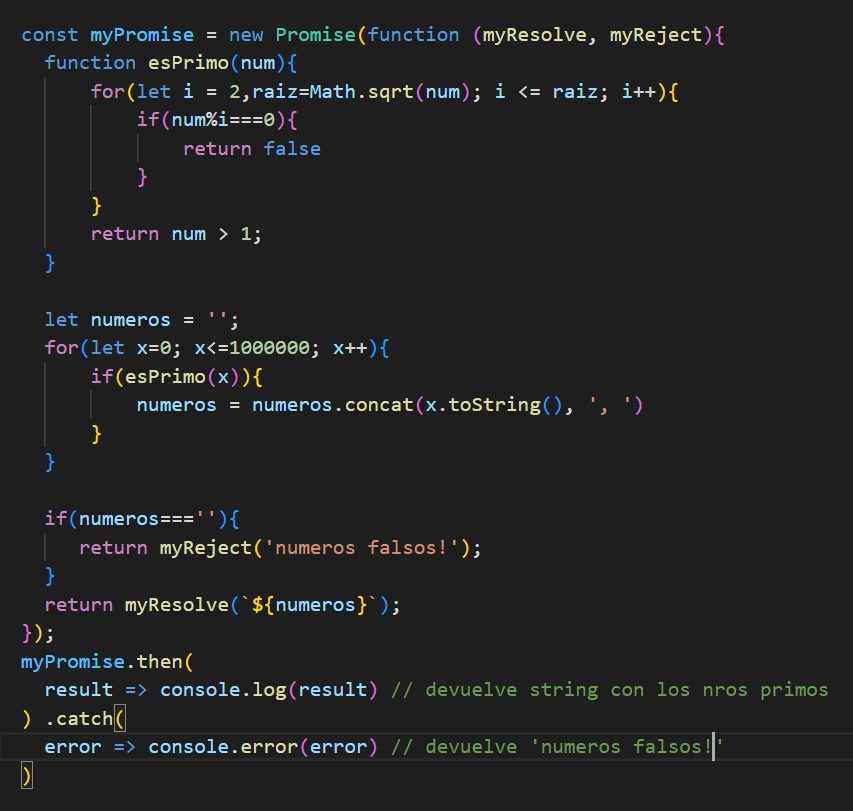 const myPromise = new Promise(function (myResolve, myReject){
  function esPrimo(num){
      for(let i = 2,raiz=Math.sqrt(num); i <= raiz; i++){
          if(num%i===0){
              return false
          }
      }
      return num > 1;
  }

  let numeros = '';
  for(let x=0; x<=1000000; x++){
      if(esPrimo(x)){
          numeros = numeros.concat(x.toString(), ', ')
      }
  }

  if(numeros===''){
     return myReject('numeros falsos!');
  }
  return myResolve(`${numeros}`);
});
myPromise.then(
  result => console.log(result) // devuelve string con los nros primos
) .catch(
  error => console.error(error) // devuelve 'numeros falsos!'
)